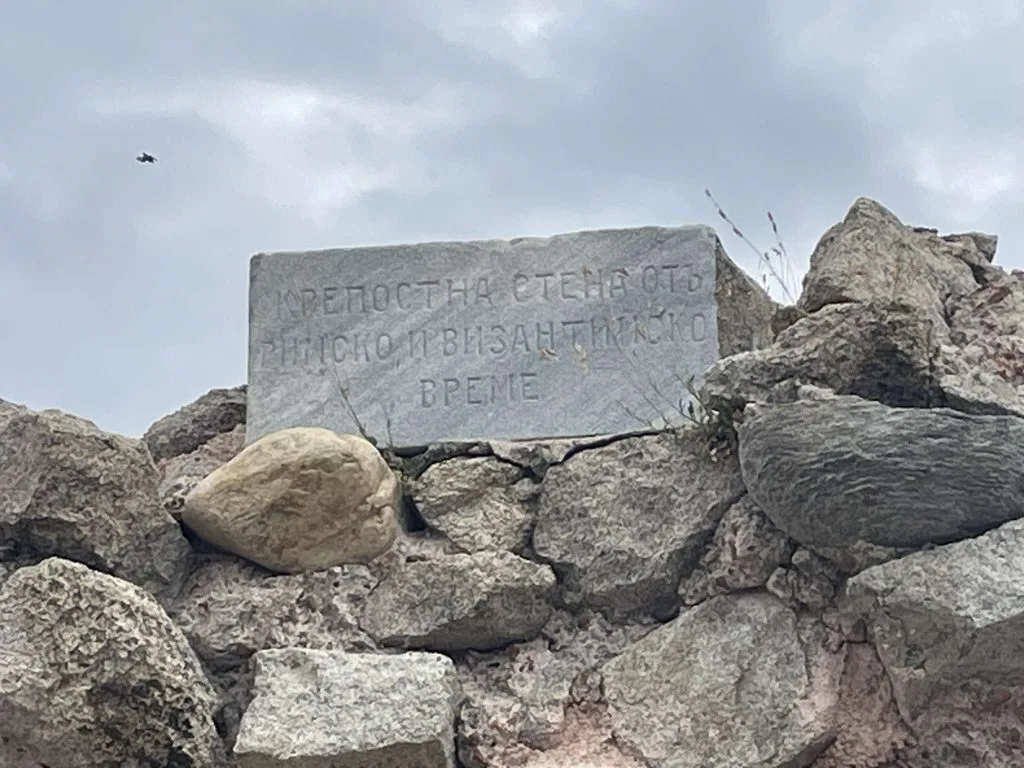 КРЕПОСТНА СТЕНА ОТЪ
РИМСКО И ВИЗАНТИЙСКО
ВРЕМЕ